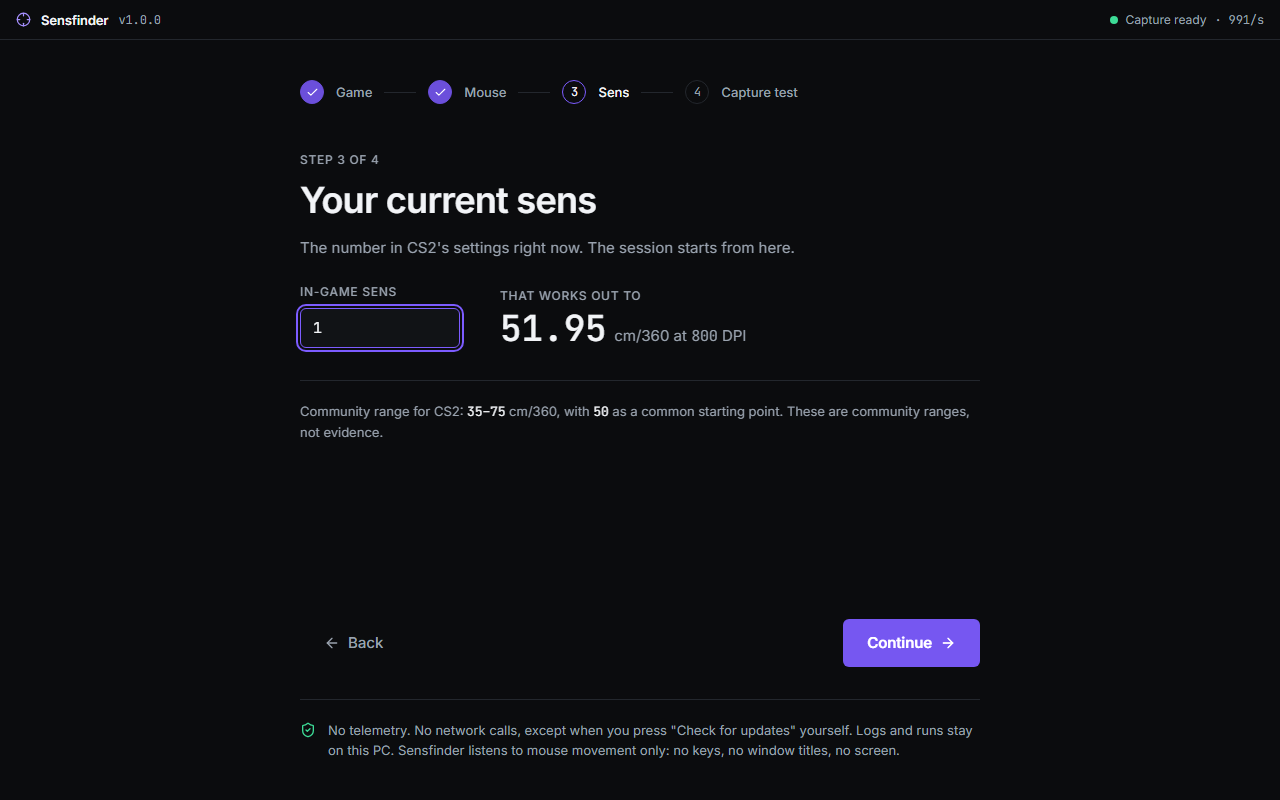 Sensfinder v1.0.0
Capture ready · 991/s
Game
Mouse
3 Sens
4 Capture test
STEP 3 OF 4
Your current sens
The number in CS2's settings right now. The session starts from here.
IN-GAME SENS
1
THAT WORKS OUT TO
51.95 cm/360 at 800 DPI
Community range for CS2: 35–75 cm/360, with 50 as a common starting point. These are community ranges,
not evidence.
Back
Continue
No telemetry. No network calls, except when you press "Check for updates" yourself. Logs and runs stay
on this PC. Sensfinder listens to mouse movement only: no keys, no window titles, no screen.